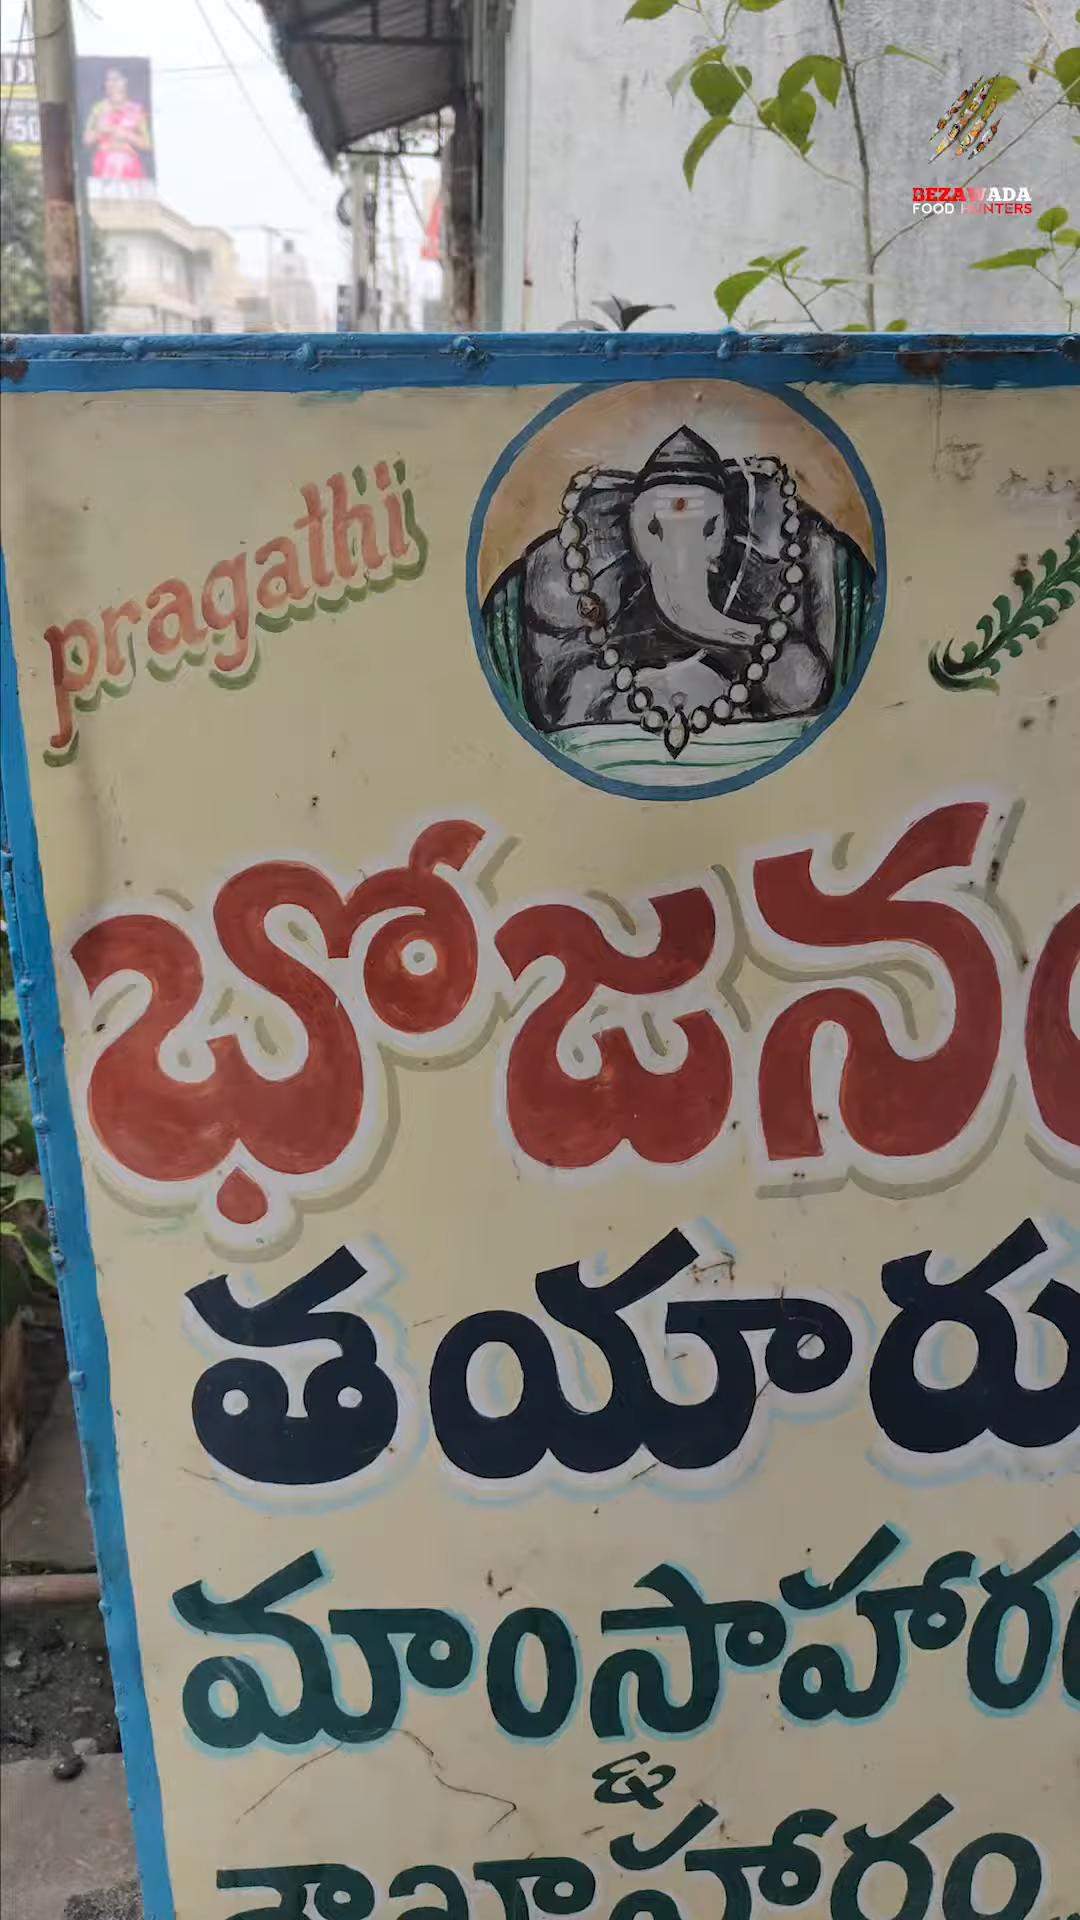 BEZAWADA
FOOD HUNTERS
pragathi
భోజనం
తయారు
మాంస్హాహారం
&
శాఖాహారం